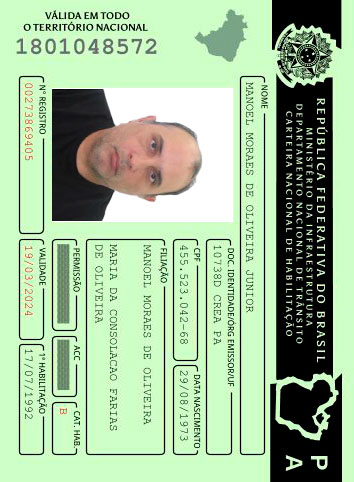 VÁLIDA EM TODO
O TERRITÓRIO NACIONAL
1801048572
REPÚBLICA FEDERATIVA DO BRASIL
MINISTÉRIO DA INFRAESTRUTURA
DEPARTAMENTO NACIONAL DE TRÂNSITO
CARTEIRA NACIONAL DE HABILITAÇÃO
PA
NOME
MANOEL MORAES DE OLIVEIRA JUNIOR
DOC. IDENTIDADE/ÓRG EMISSOR/UF
10738D CREA PA
CPF
455.523.042-68
DATA NASCIMENTO
29/08/1973
FILIAÇÃO
MANOEL MORAES DE OLIVEIRA
MARIA DA CONSOLACAO FARIAS
DE OLIVEIRA
PERMISSÃO
ACC
CAT. HAB.
B
Nº REGISTRO
00273869405
VALIDADE
19/03/2024
1ª HABILITAÇÃO
17/07/1992